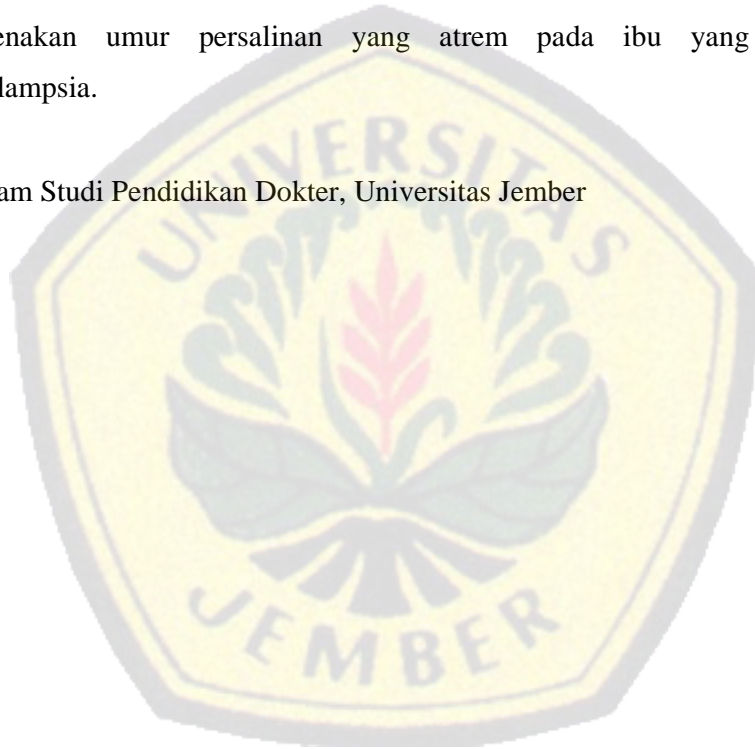 enakan umur persalinan yang atrem pada ibu yang
lampsia.
am Studi Pendidikan Dokter, Universitas Jember
UNIVERSITAS
JEMBER